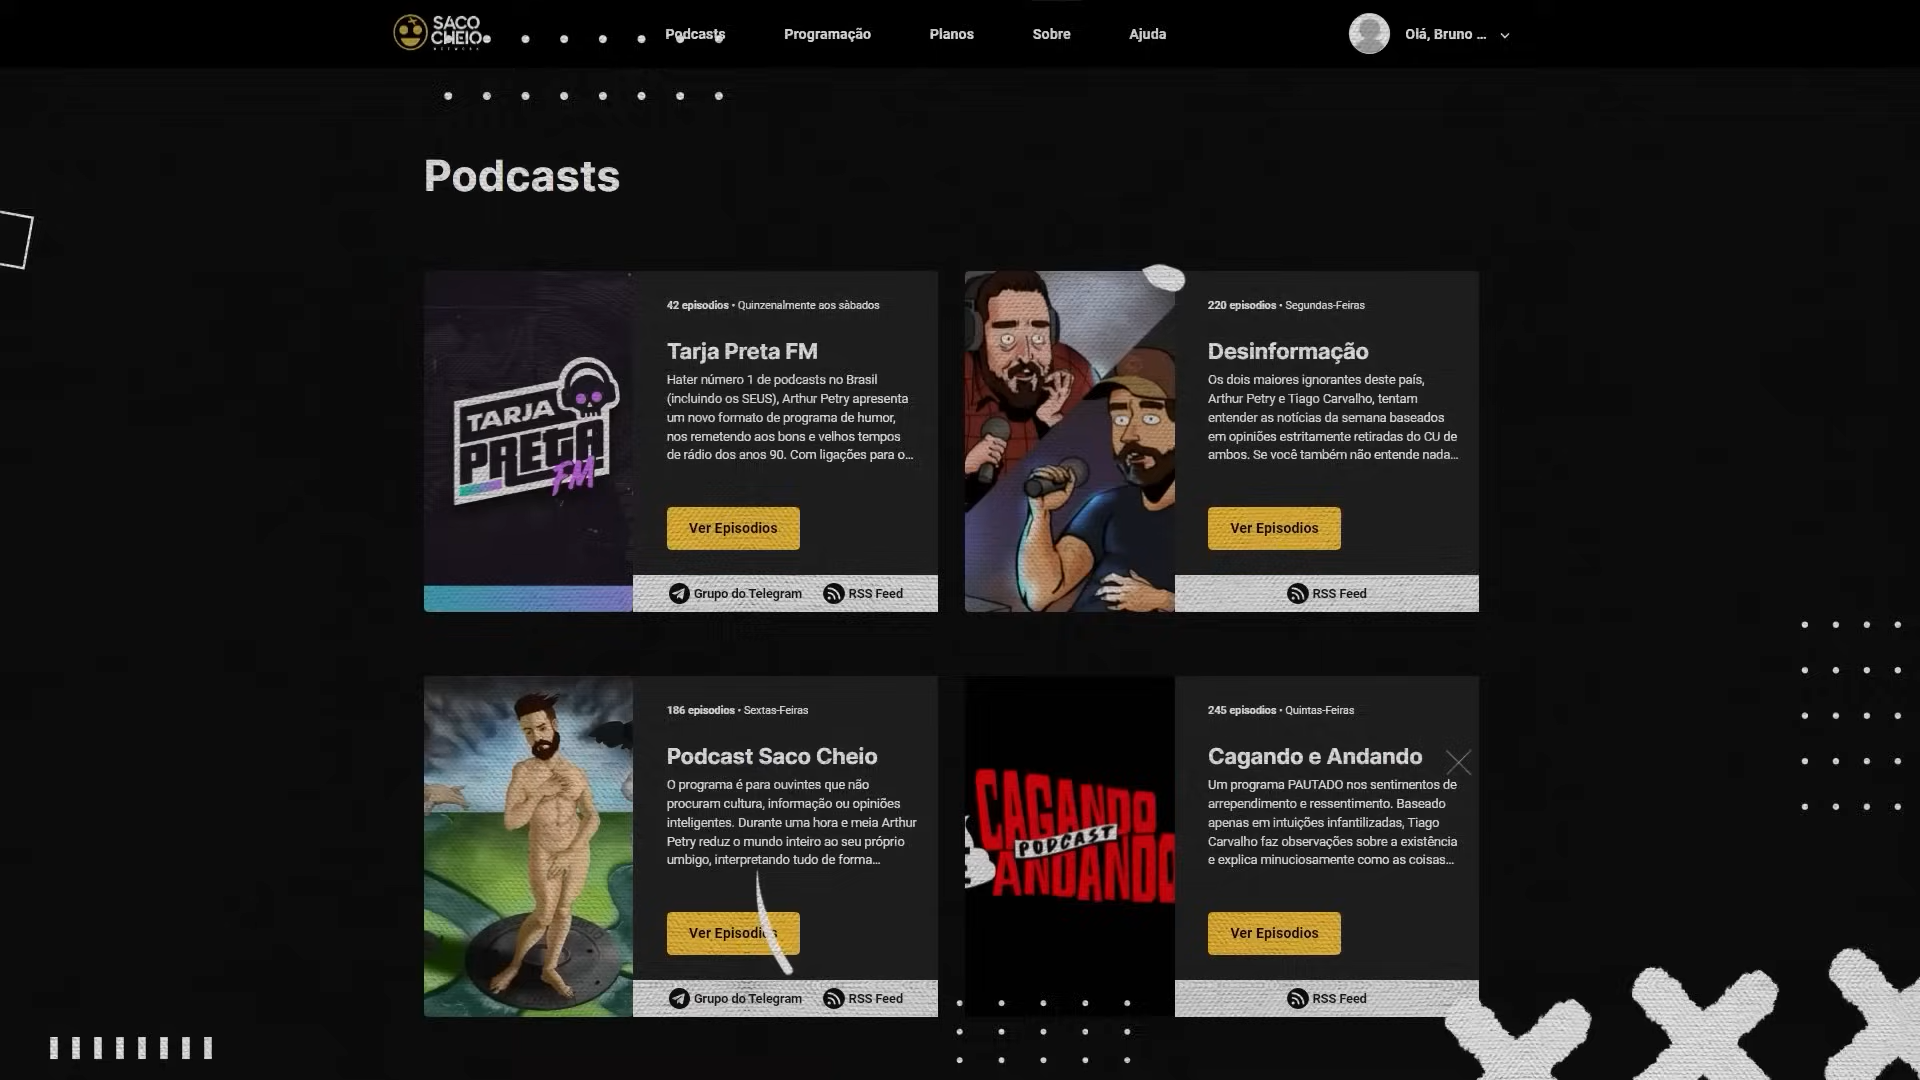 SACO
CHEIO
NETWORK
Podcasts
Programação
Planos
Sobre
Ajuda
Olá, Bruno ...
Podcasts
TARJA
PRETA
FM
42 episodios • Quinzenalmente aos sábados
Tarja Preta FM
Hater número 1 de podcasts no Brasil
(incluindo os SEUS), Arthur Petry apresenta
um novo formato de programa de humor,
nos remetendo aos bons e velhos tempos
de rádio dos anos 90. Com ligações para o...
Ver Episodios
Grupo do Telegram
RSS Feed
220 episodios • Segundas-Feiras
Desinformação
Os dois maiores ignorantes deste país,
Arthur Petry e Tiago Carvalho, tentam
entender as notícias da semana baseados
em opiniões estritamente retiradas do CU de
ambos. Se você também não entende nada...
Ver Episodios
RSS Feed
186 episodios • Sextas-Feiras
Podcast Saco Cheio
O programa é para ouvintes que não
procuram cultura, informação ou opiniões
inteligentes. Durante uma hora e meia Arthur
Petry reduz o mundo inteiro ao seu próprio
umbigo, interpretando tudo de forma...
Ver Episodios
Grupo do Telegram
RSS Feed
CAGANDO
PODCAST
ANDANDO
245 episodios • Quintas-Feiras
Cagando e Andando
Um programa PAUTADO nos sentimentos de
arrependimento e ressentimento. Baseado
apenas em intuições infantilizadas, Tiago
Carvalho faz observações sobre a existência
e explica minuciosamente como as coisas...
Ver Episodios
RSS Feed